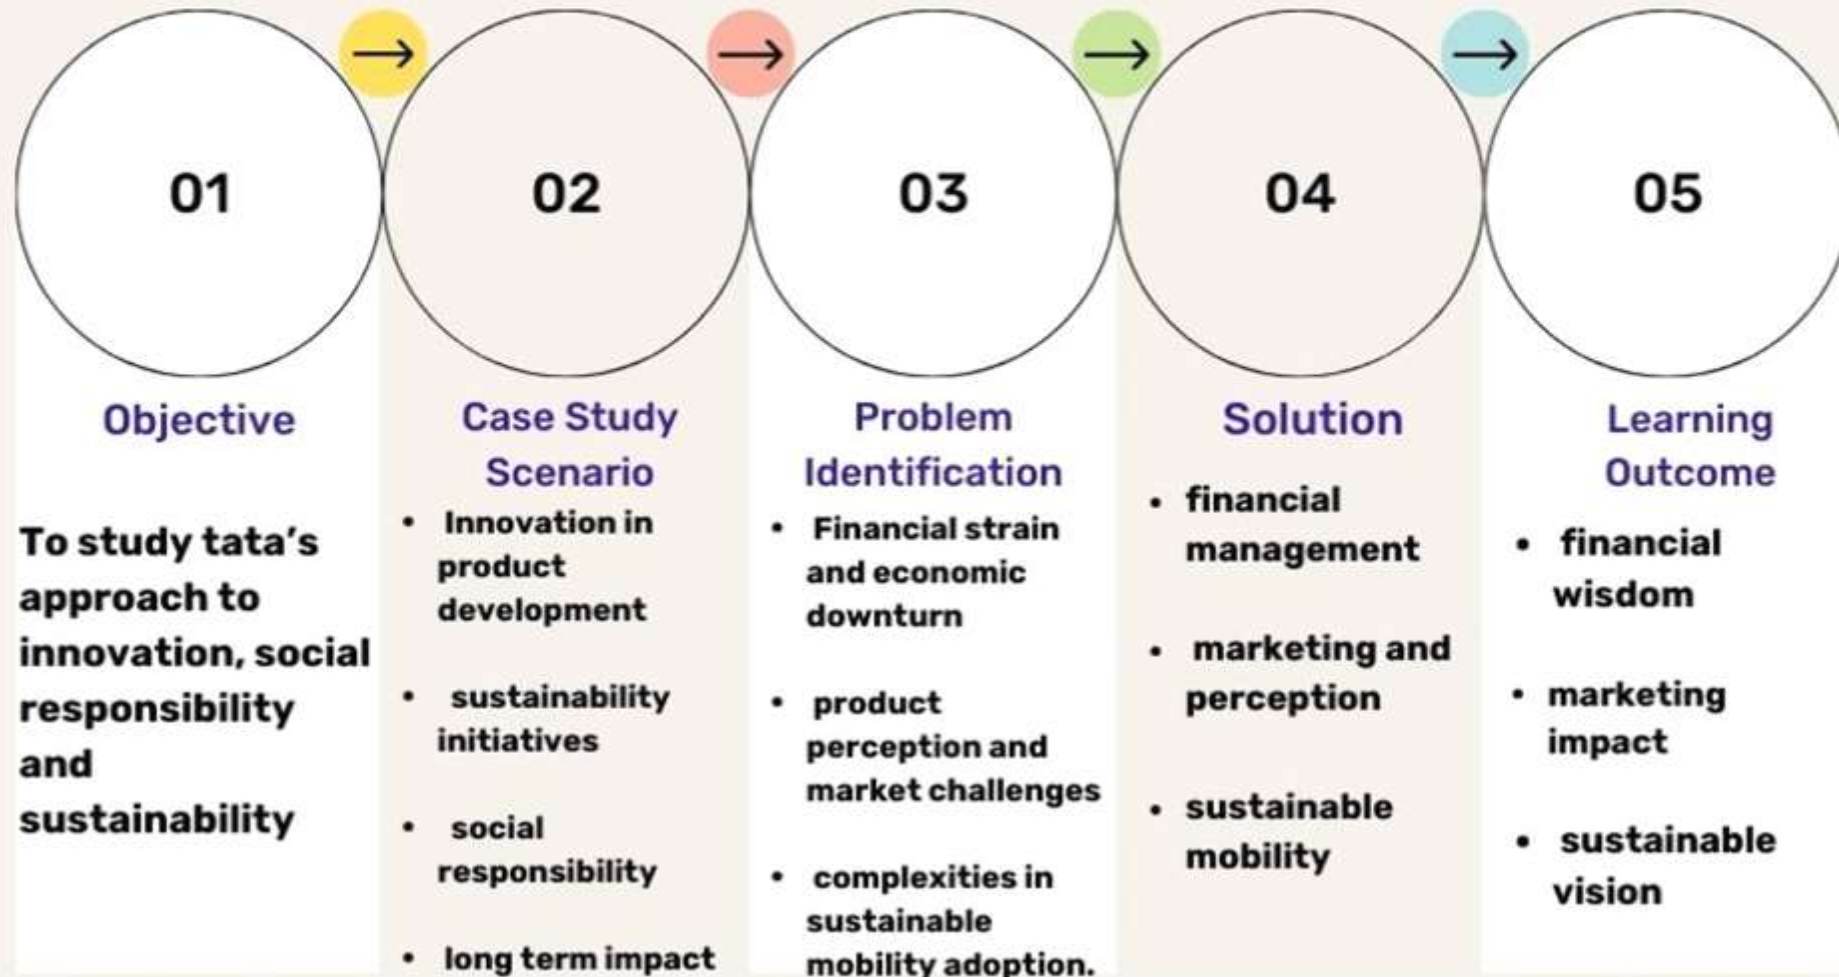 01
Objective
To study tata's
approach to
innovation, social
responsibility
and
sustainability
02
Case Study
Scenario
• Innovation in
product
development
• sustainability
initiatives
• social
responsibility
• long term impact
03
Problem
Identification
• Financial strain
and economic
downturn
• product
perception and
market challenges
• complexities in
sustainable
mobility adoption.
04
Solution
• financial
management
• marketing and
perception
• sustainable
mobility
05
Learning
Outcome
• financial
wisdom
• marketing
impact
• sustainable
vision